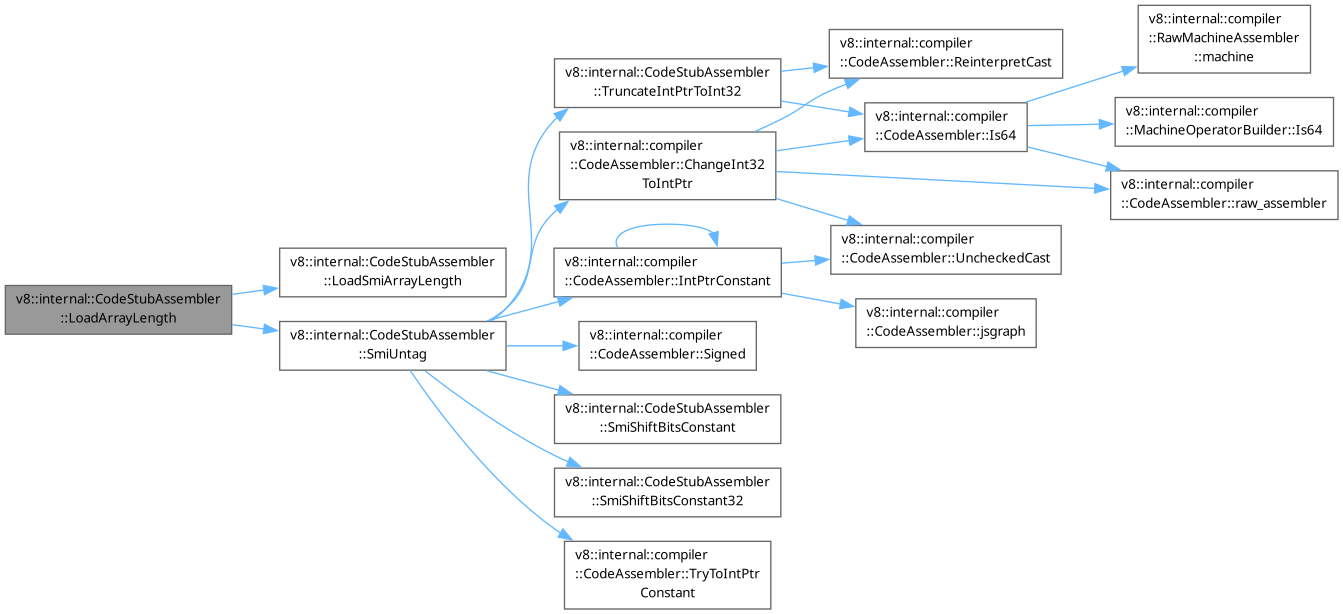 v8::internal::CodeStubAssembler
::LoadArrayLength
v8::internal::CodeStubAssembler
::LoadSmiArrayLength
v8::internal::CodeStubAssembler
::SmiUntag
v8::internal::CodeStubAssembler
::TruncateIntPtrToInt32
v8::internal::compiler
::CodeAssembler::ChangeInt32
ToIntPtr
v8::internal::compiler
::CodeAssembler::IntPtrConstant
v8::internal::compiler
::CodeAssembler::Signed
v8::internal::CodeStubAssembler
::SmiShiftBitsConstant
v8::internal::CodeStubAssembler
::SmiShiftBitsConstant32
v8::internal::compiler
::CodeAssembler::TryToIntPtr
Constant
v8::internal::compiler
::CodeAssembler::ReinterpretCast
v8::internal::compiler
::CodeAssembler::Is64
v8::internal::compiler
::CodeAssembler::UncheckedCast
v8::internal::compiler
::CodeAssembler::jsgraph
v8::internal::compiler
::RawMachineAssembler
::machine
v8::internal::compiler
::MachineOperatorBuilder::Is64
v8::internal::compiler
::CodeAssembler::raw_assembler